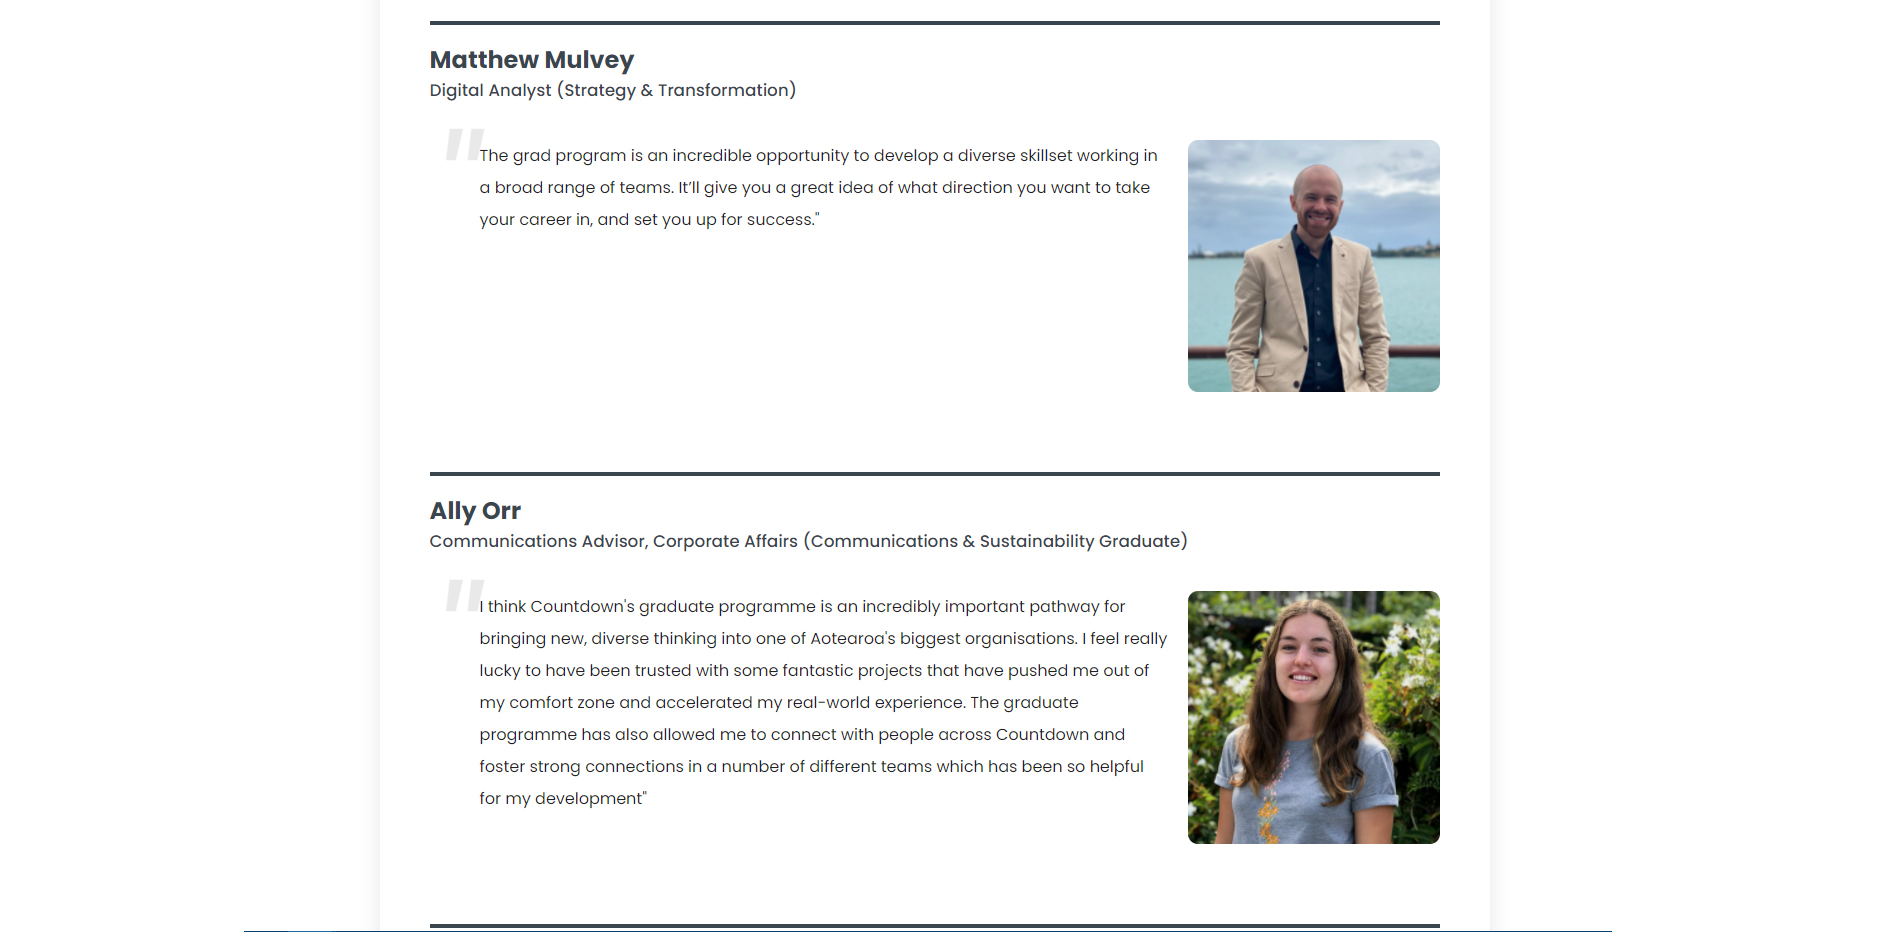 Matthew Mulvey
Digital Analyst (Strategy & Transformation)
"
The grad program is an incredible opportunity to develop a diverse skillset working in
a broad range of teams. It’ll give you a great idea of what direction you want to take
your career in, and set you up for success."
Ally Orr
Communications Advisor, Corporate Affairs (Communications & Sustainability Graduate)
"
I think Countdown's graduate programme is an incredibly important pathway for
bringing new, diverse thinking into one of Aotearoa's biggest organisations. I feel really
lucky to have been trusted with some fantastic projects that have pushed me out of
my comfort zone and accelerated my real-world experience. The graduate
programme has also allowed me to connect with people across Countdown and
foster strong connections in a number of different teams which has been so helpful
for my development"